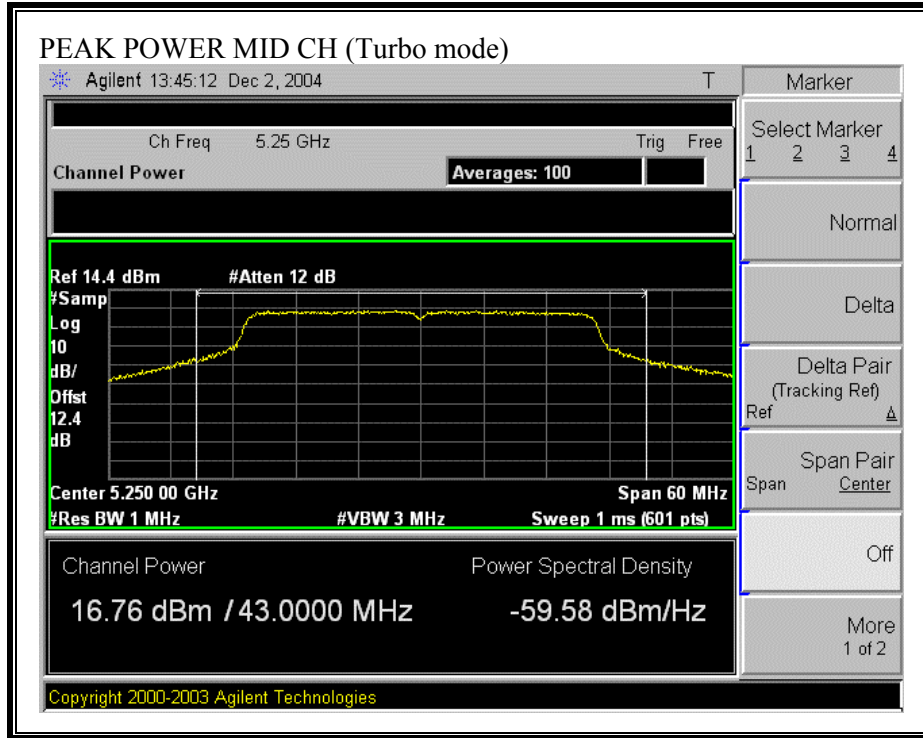 PEAK POWER MID CH (Turbo mode)
Agilent 13:45:12 Dec 2, 2004 T
Marker
Ch Freq 5.25 GHz Trig Free
Channel Power Averages: 100
Select Marker
1 2 3 4
Normal
Delta
Delta Pair
(Tracking Ref)
Ref Δ
Span Pair
Span Center
Off
More
1 of 2
Ref 14.4 dBm #Atten 12 dB
#Samp
Log
10
dB/
Offst
12.4
dB
Center 5.250 00 GHz Span 60 MHz
#Res BW 1 MHz #VBW 3 MHz Sweep 1 ms (601 pts)
Channel Power Power Spectral Density
16.76 dBm / 43.0000 MHz -59.58 dBm/Hz
Copyright 2000-2003 Agilent Technologies